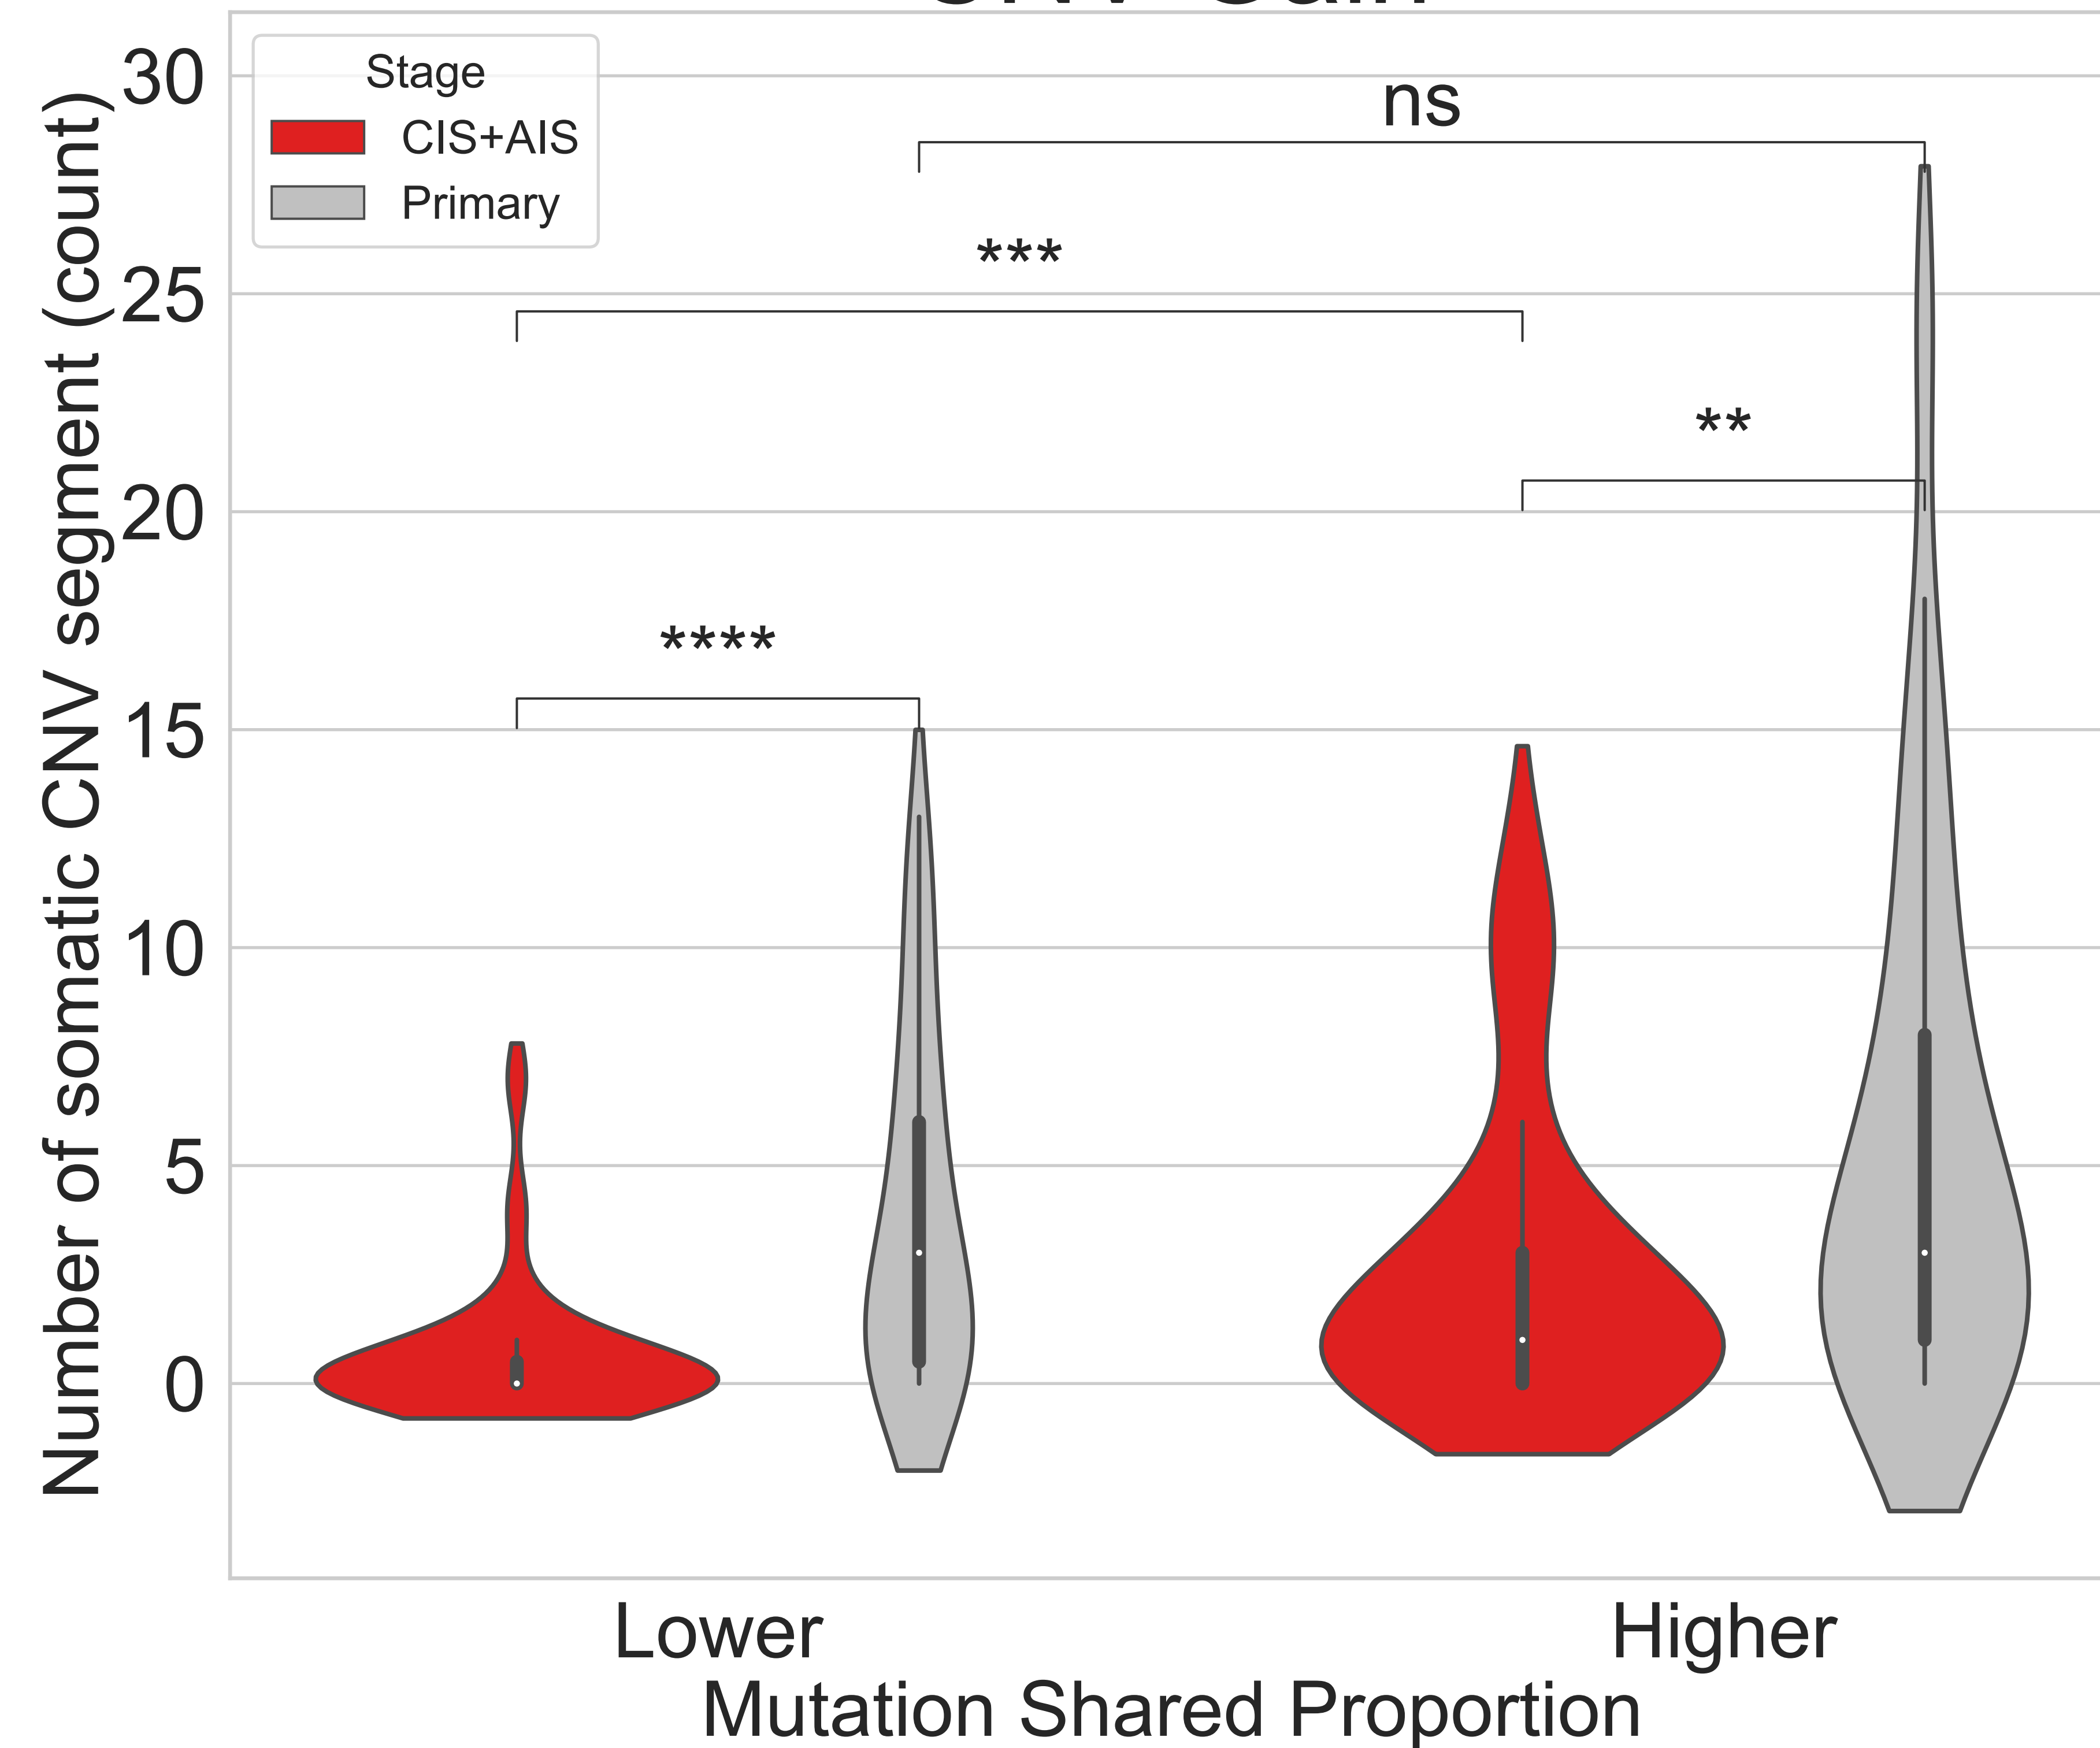 Stage
CIS+AIS
Primary
Number of somatic CNV segment (count)
30
25
20
15
10
5
0
ns
***
**
****
Lower
Higher
Mutation Shared Proportion